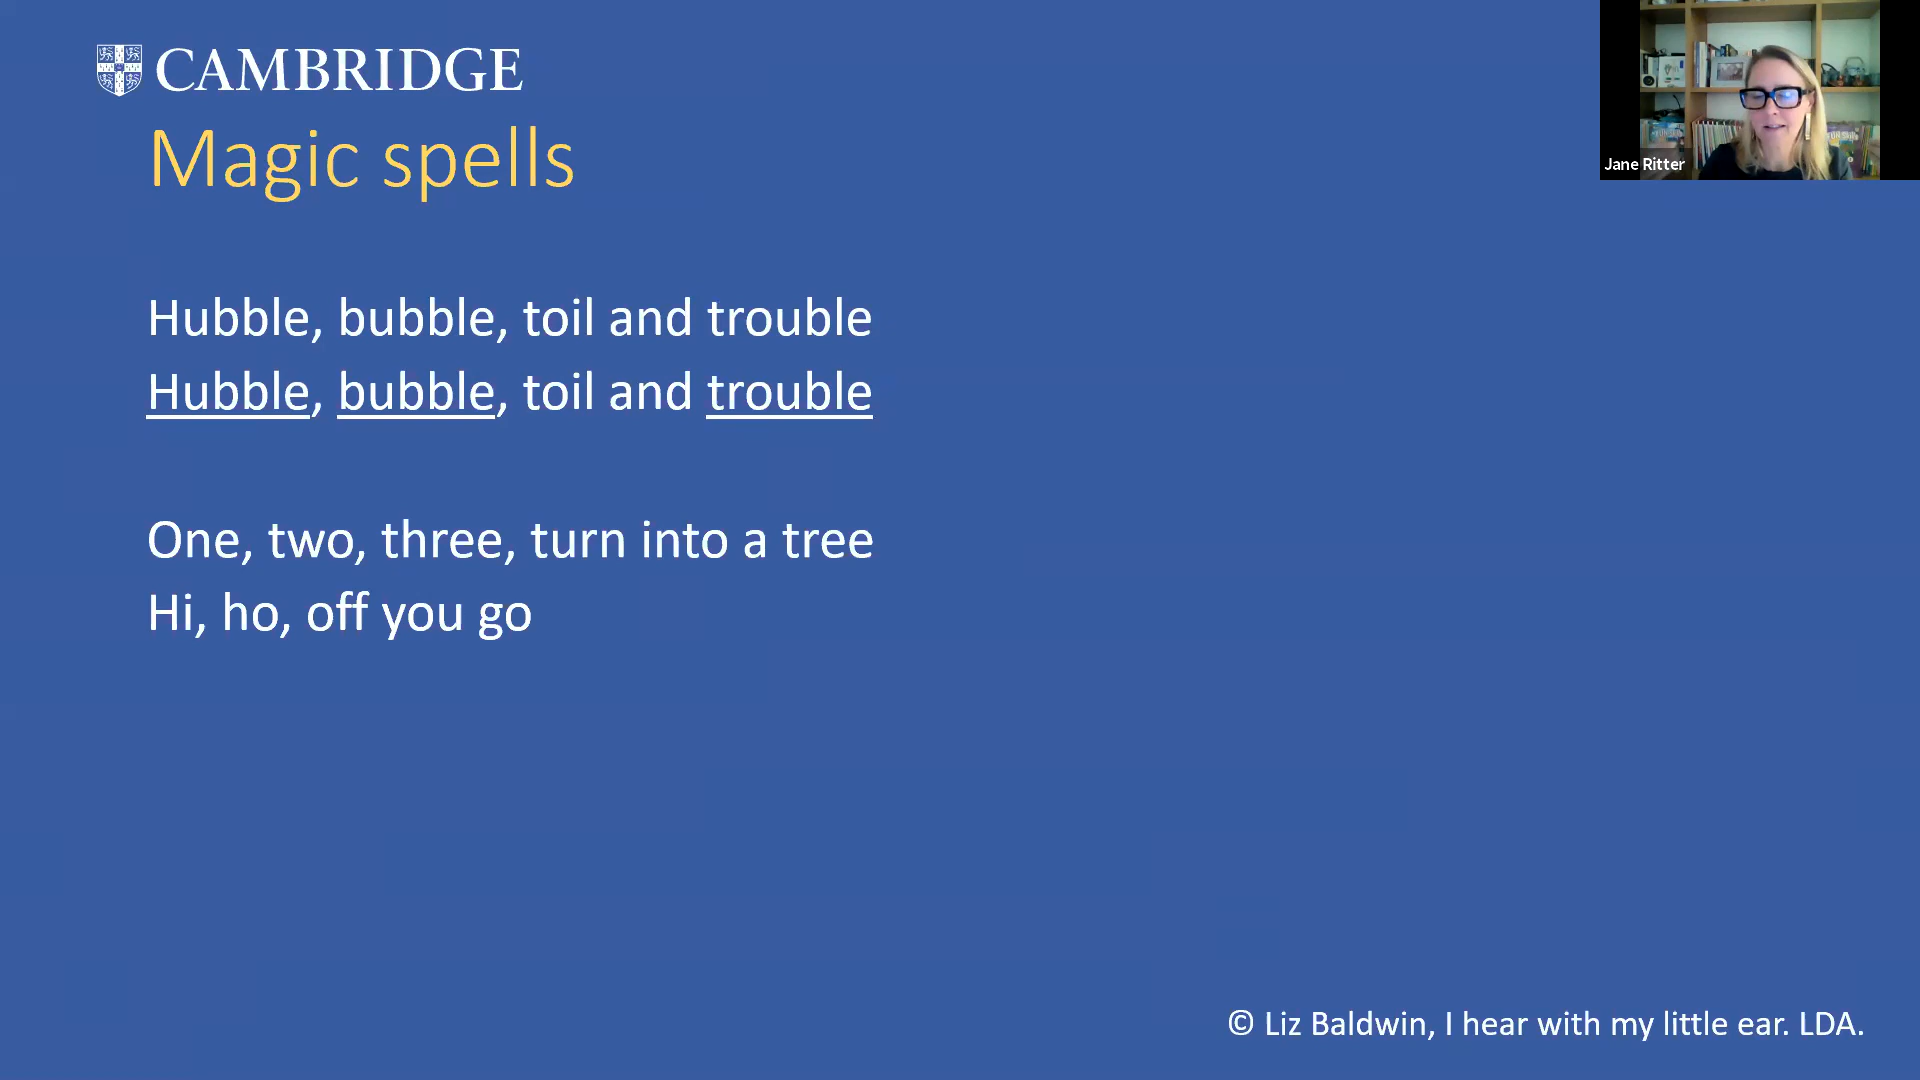 CAMBRIDGE
Magic spells
Hubble, bubble, toil and trouble
Hubble, bubble, toil and trouble
One, two, three, turn into a tree
Hi, ho, off you go
© Liz Baldwin, I hear with my little ear. LDA.
Jane Ritter